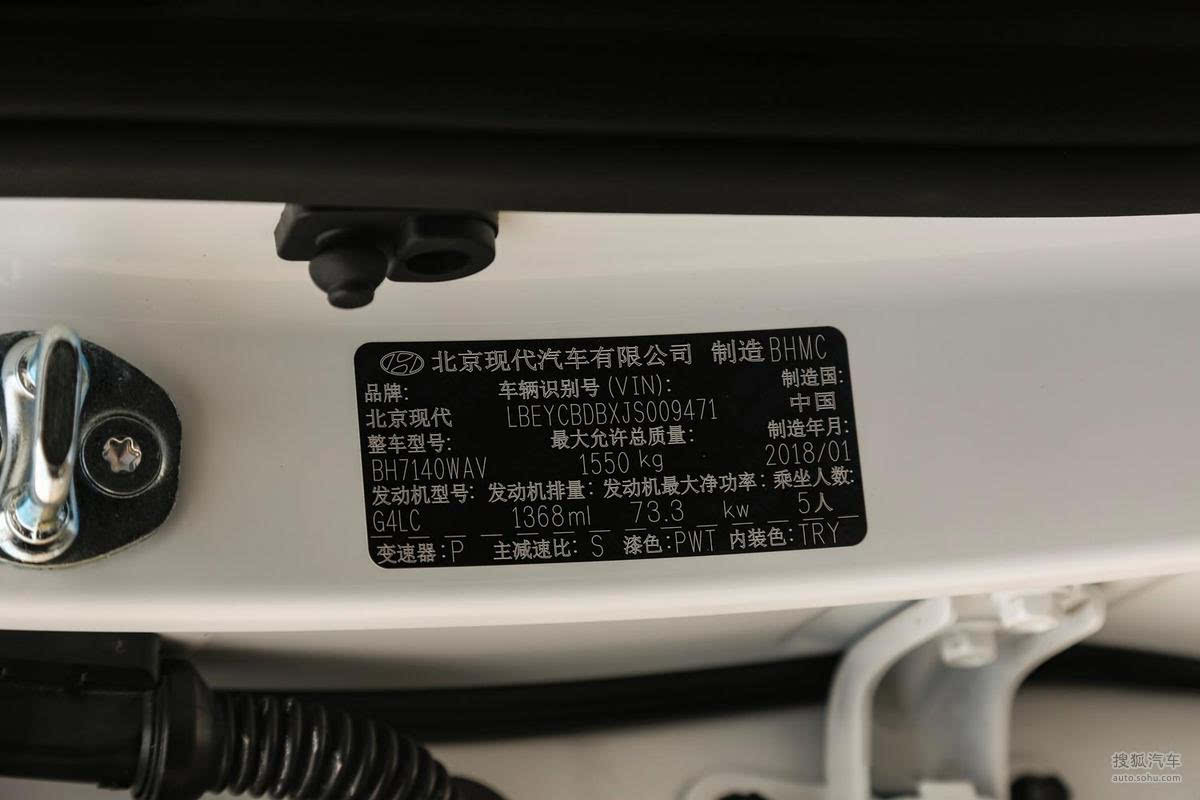 北京现代汽车有限公司 制造 BHMC
品牌: 车辆识别号(VIN): 制造国:
北京现代 LBEYCBDBXJS009471 中国
整车型号: 最大允许总质量: 制造年月:
BH7140WAV 1550 kg 2018/01
发动机型号: 发动机排量: 发动机最大净功率: 乘坐人数:
G4LC 1368ml 73.3 kw 5人
变速器:P 主减速比: S 漆色:PWT 内装色:TRY
搜狐汽车
auto.sohu.com